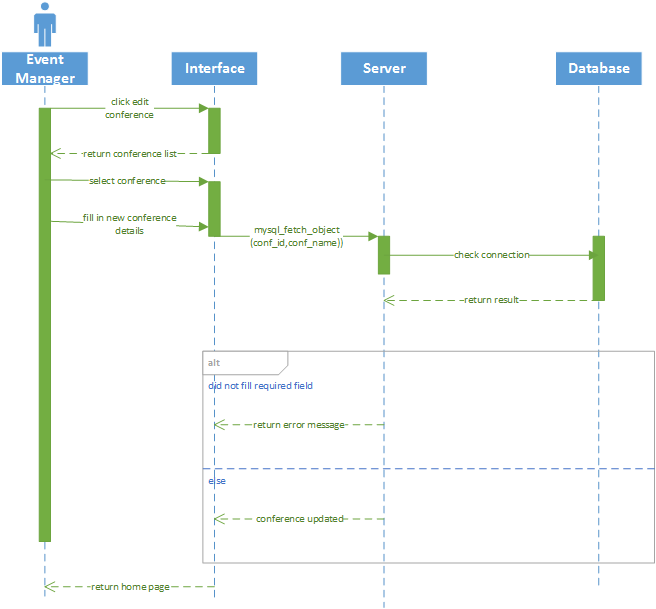 Event
Manager
Interface
Server
Database
click edit
conference
return conference list
select conference
fill in new conference
details
mysql_fetch_object
(conf_id,conf_name))
check connection
return result
alt
did not fill required field
return error message
else
conference updated
return home page